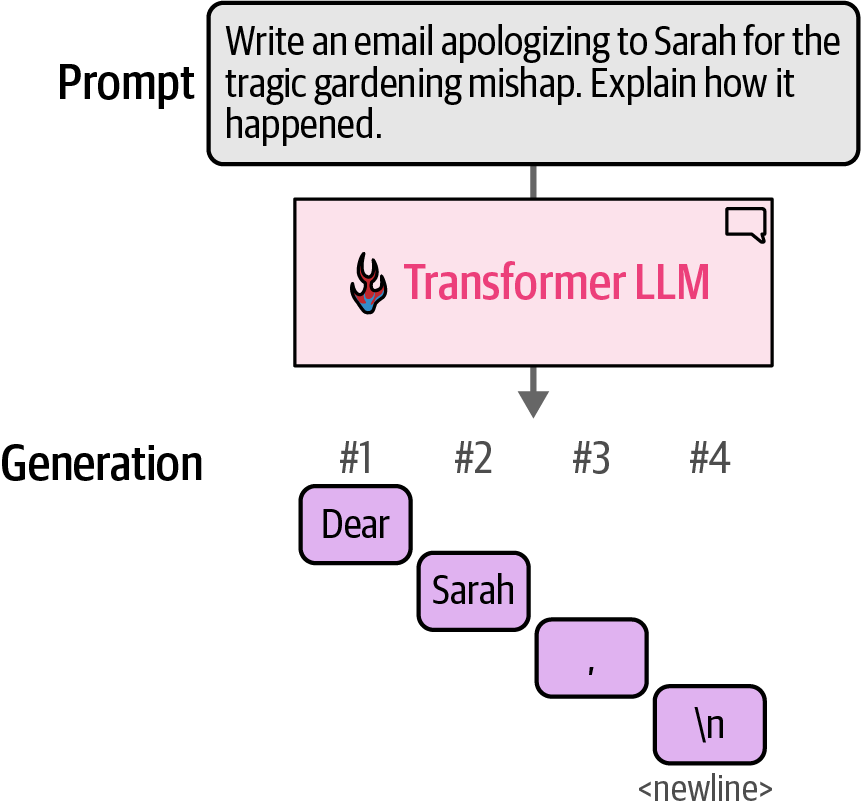 Prompt
Write an email apologizing to Sarah for the
tragic gardening mishap. Explain how it
happened.
Transformer LLM
Generation
#1 #2 #3 #4
Dear
Sarah
,
\n
<newline>